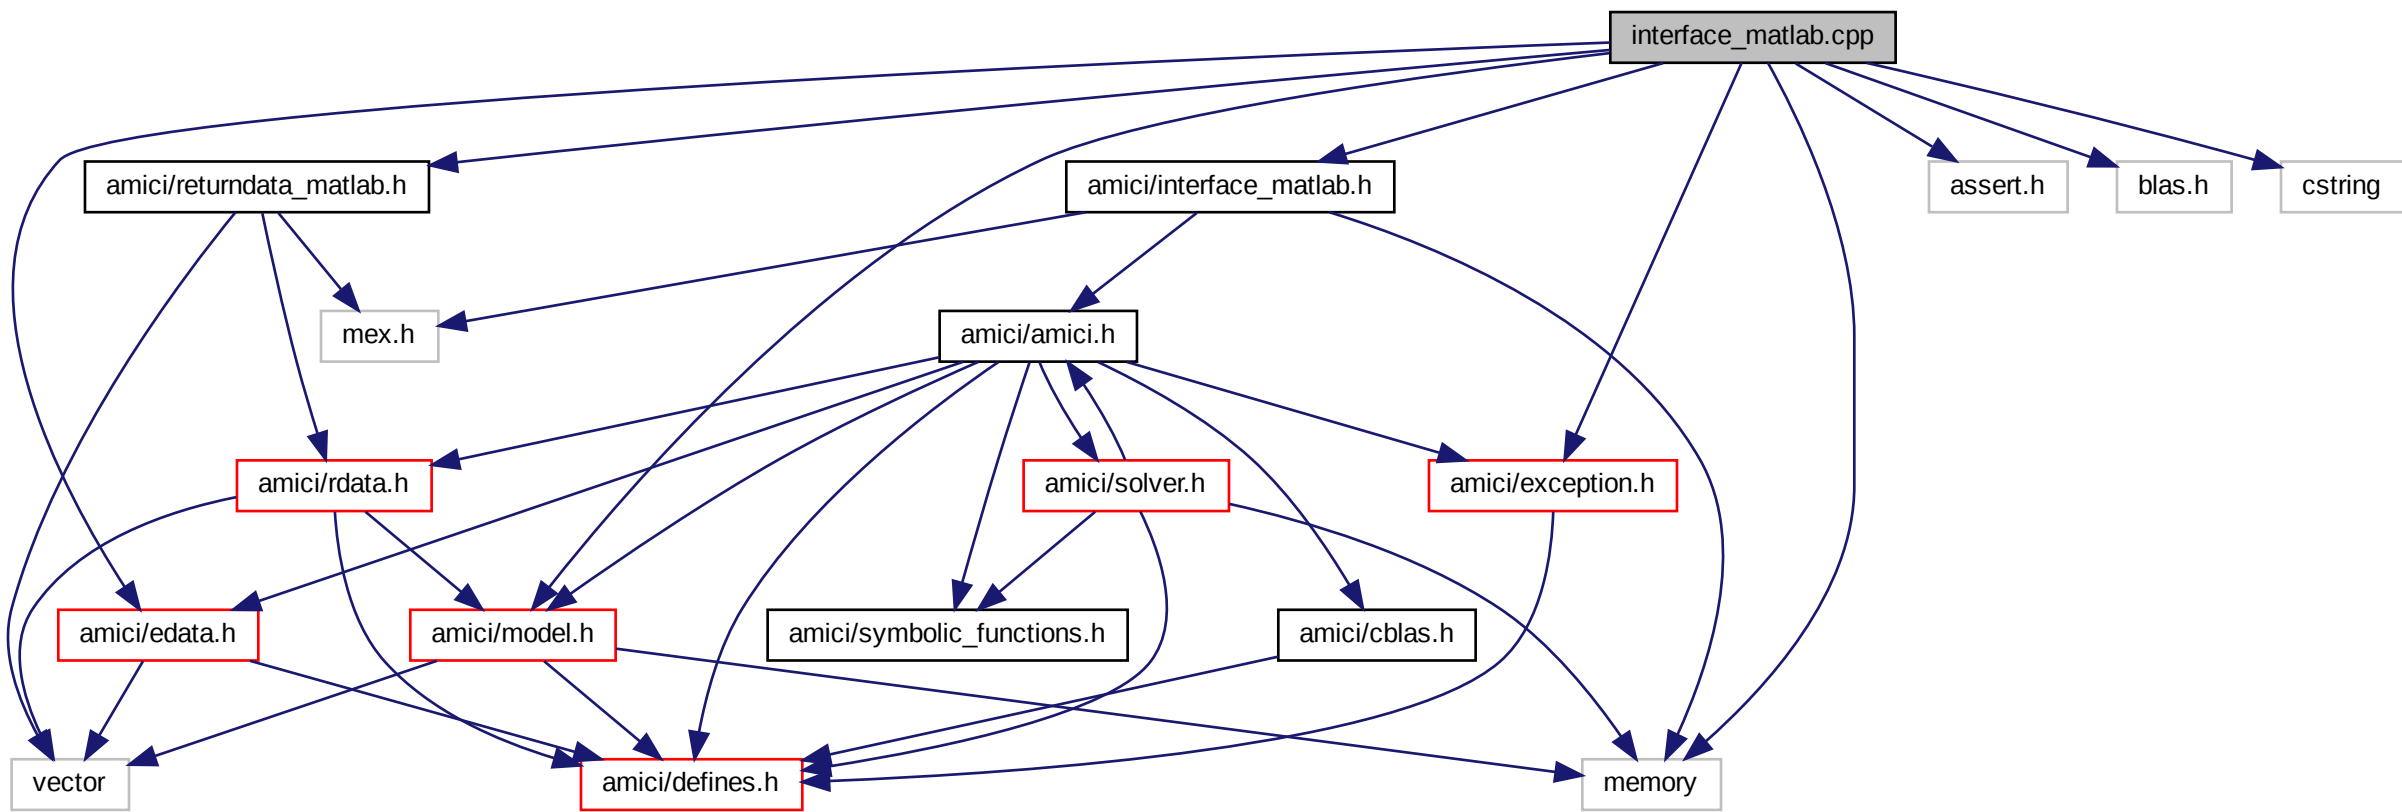 interface_matlab.cpp
amici/returndata_matlab.h
amici/interface_matlab.h
assert.h
blas.h
cstring
mex.h
amici/amici.h
amici/rdata.h
amici/solver.h
amici/exception.h
amici/edata.h
amici/model.h
amici/symbolic_functions.h
amici/cblas.h
vector
amici/defines.h
memory